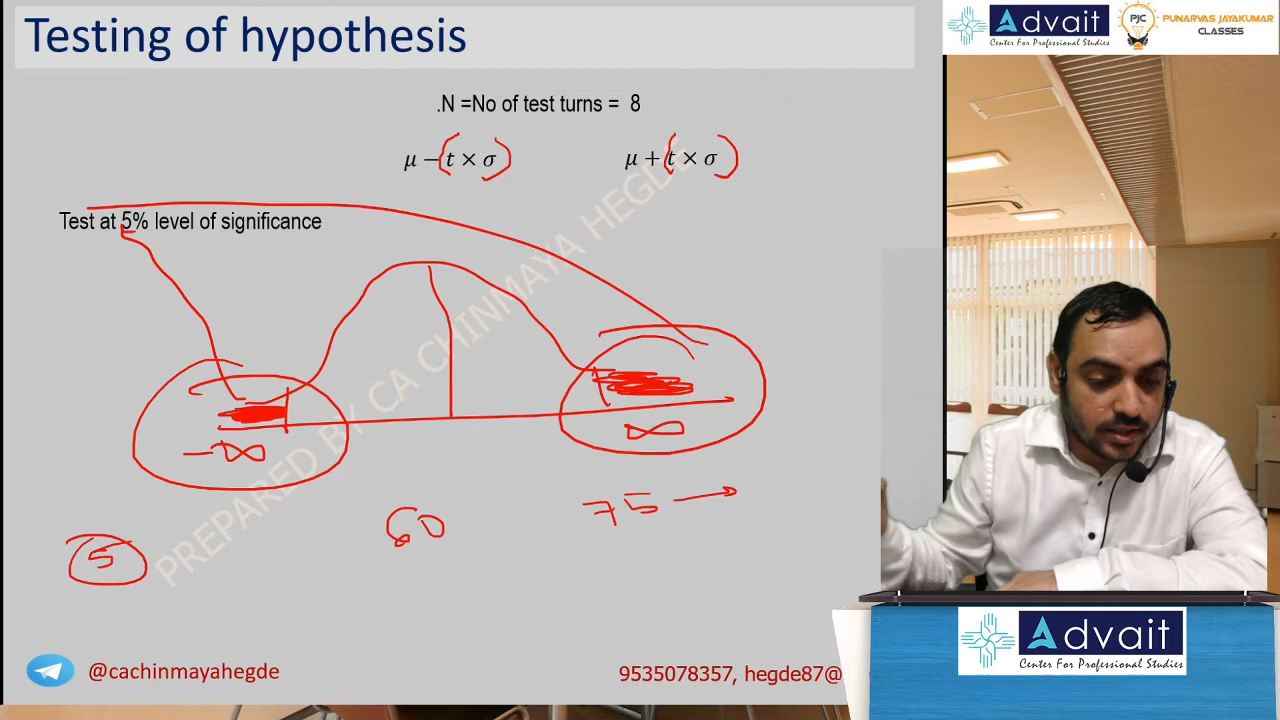 Testing of hypothesis
Advait
Center For Professional Studies
PJC
PUNARVAS JAYAKUMAR
CLASSES
.N =No of test turns = 8
μ − (t × σ)
μ + (t × σ)
Test at 5% level of significance
PREPARED BY CA CHINMAYA HEGDE
−∞
∞
5
60
75 →
Advait
Center For Professional Studies
@cachinmayahegde
9535078357, hegde87@